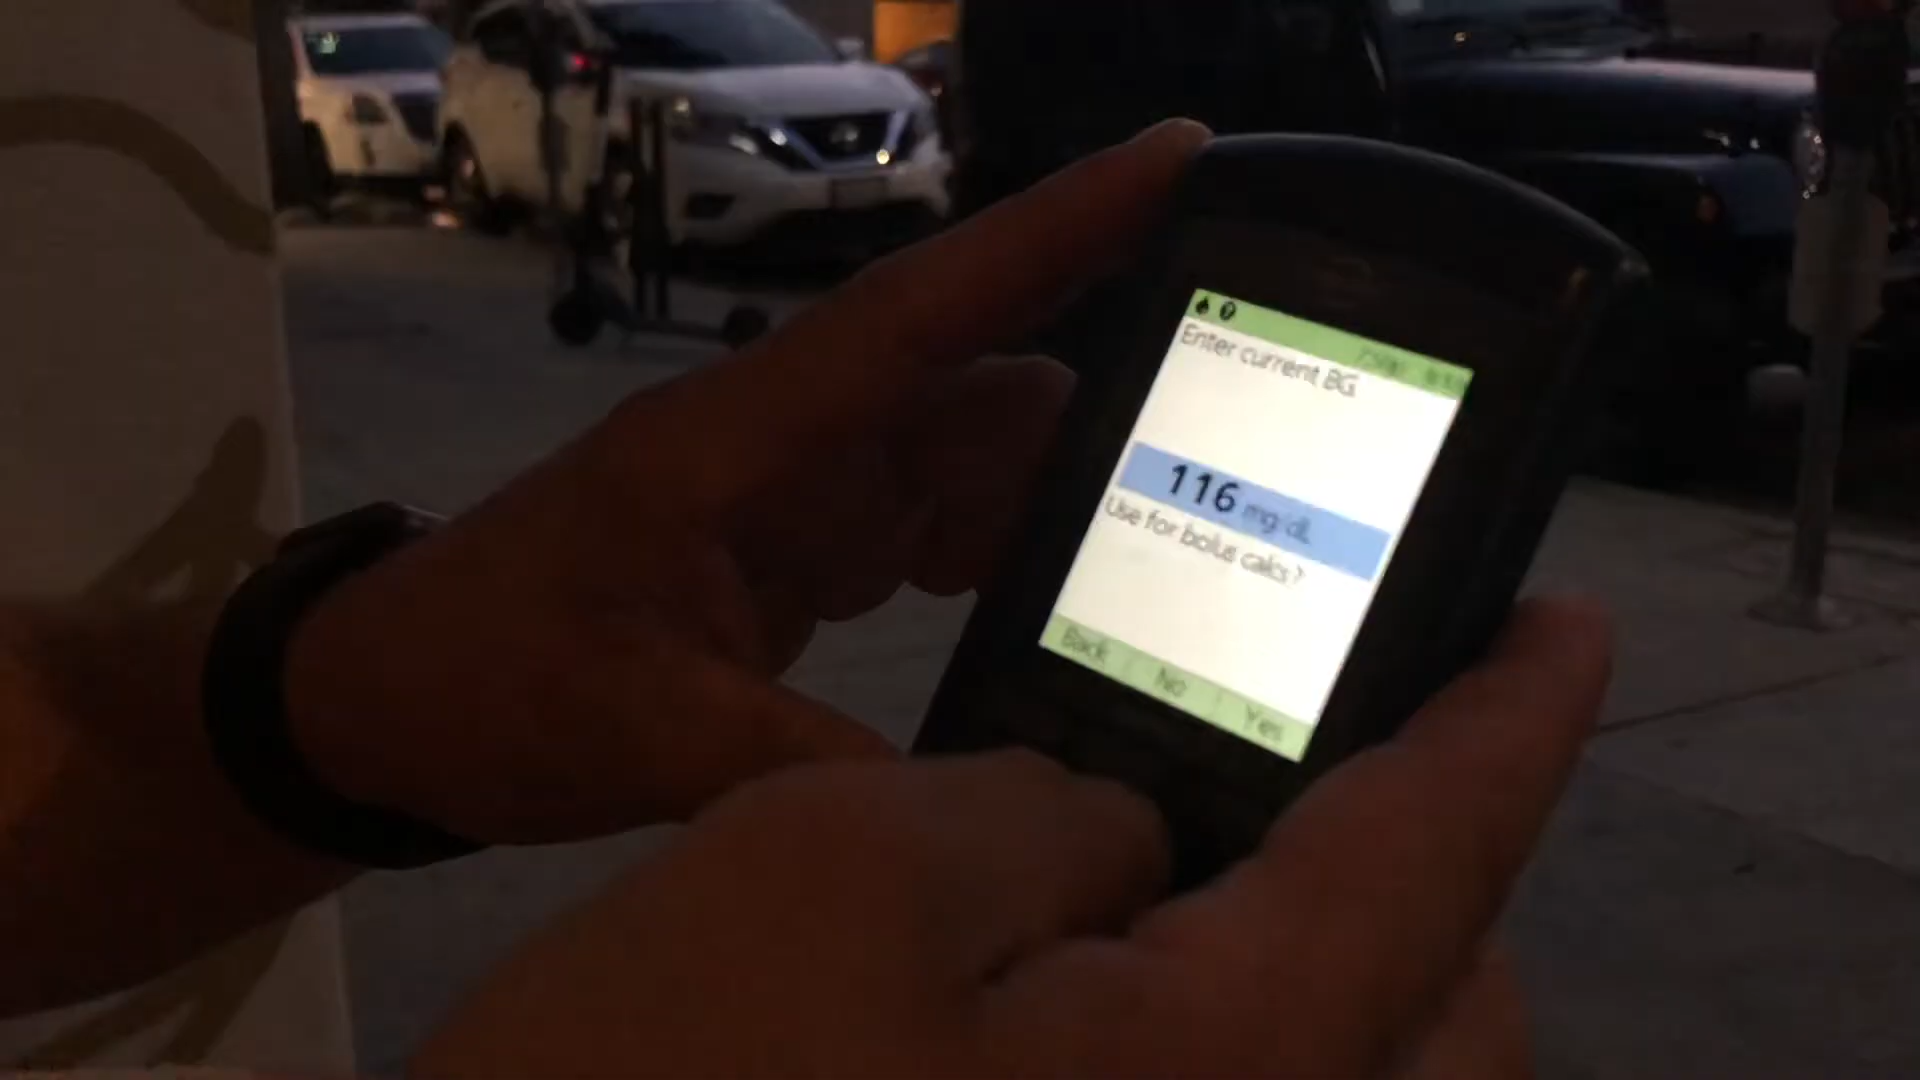 Enter current BG
116 mg/dL
Use for bolus calcs?
Back No Yes